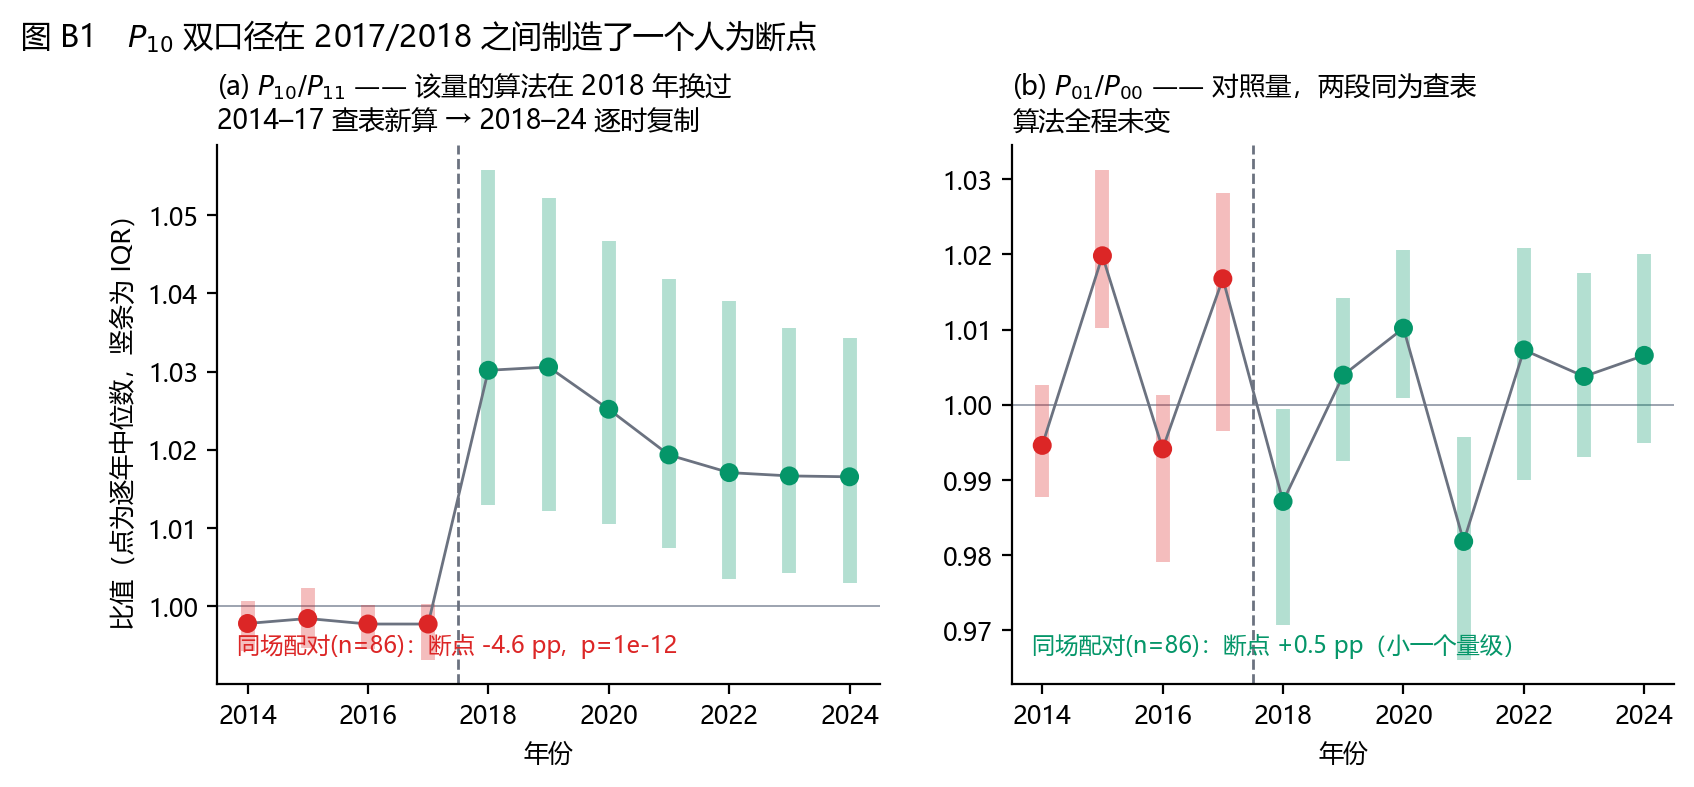 图 B1 P10 双口径在 2017/2018 之间制造了一个人为断点
(a) P10/P11 —— 该量的算法在 2018 年换过
2014–17 查表新算 → 2018–24 逐时复制
比值（点为逐年中位数，竖条为 IQR）
1.05
1.04
1.03
1.02
1.01
1.00
同场配对(n=86)：断点 -4.6 pp，p=1e-12
2014 2016 2018 2020 2022 2024
年份
(b) P01/P00 —— 对照量，两段同为查表
算法全程未变
1.03
1.02
1.01
1.00
0.99
0.98
0.97
同场配对(n=86)：断点 +0.5 pp（小一个量级）
2014 2016 2018 2020 2022 2024
年份